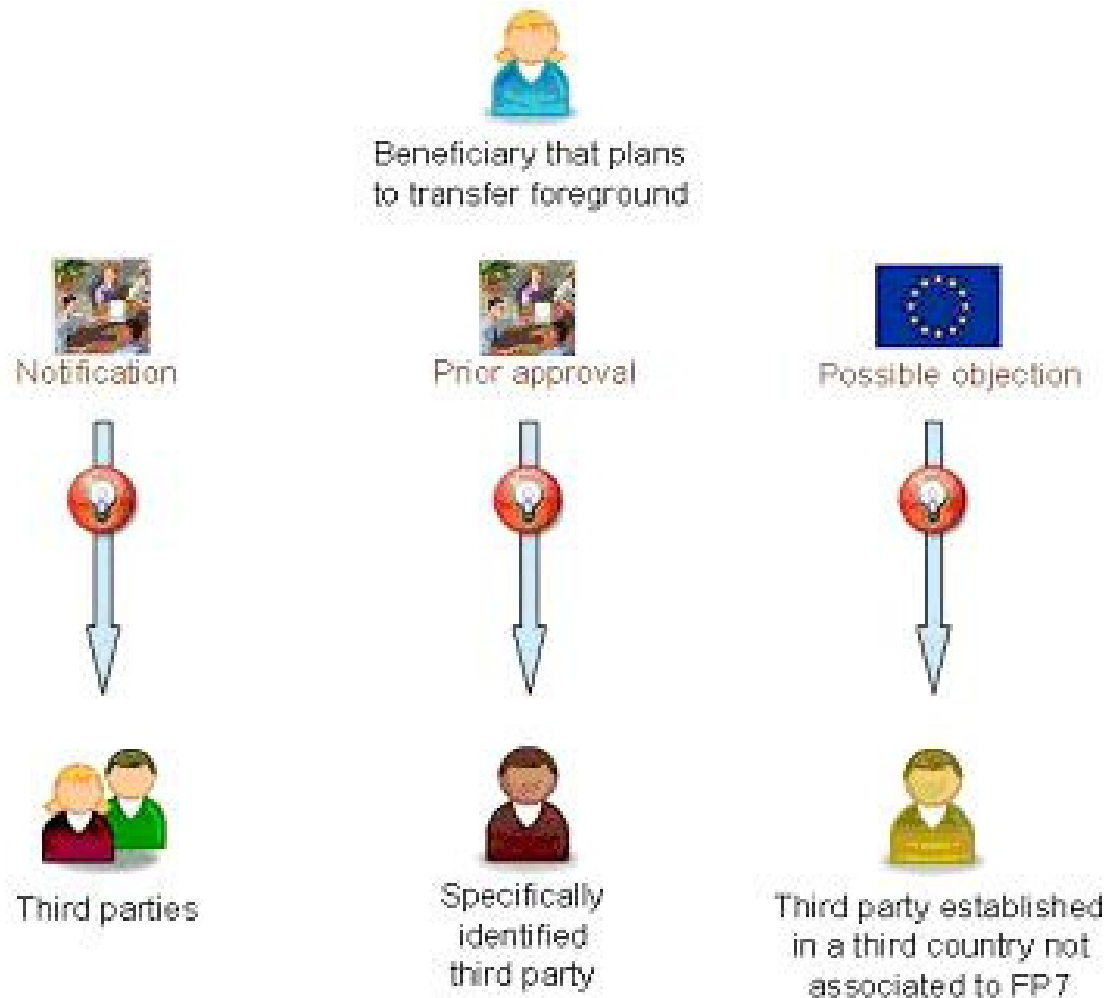 Beneficiary that plans
to transfer foreground
Notification
Prior approval
Possible objection
Third parties
Specifically
identified
third party
Third party established
in a third country not
associated to FP7